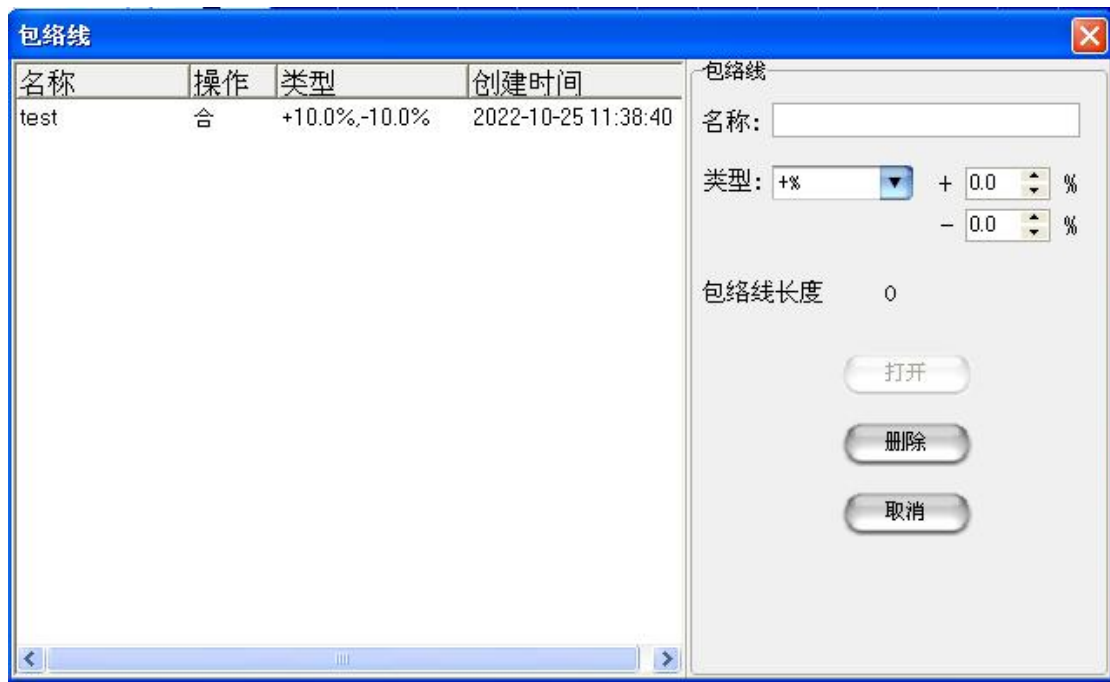 包络线
名称 操作 类型 创建时间
test 合 +10.0%,-10.0% 2022-10-25 11:38:40
包络线
名称:
类型: +% + 0.0 %
- 0.0 %
包络线长度 0
打开
删除
取消